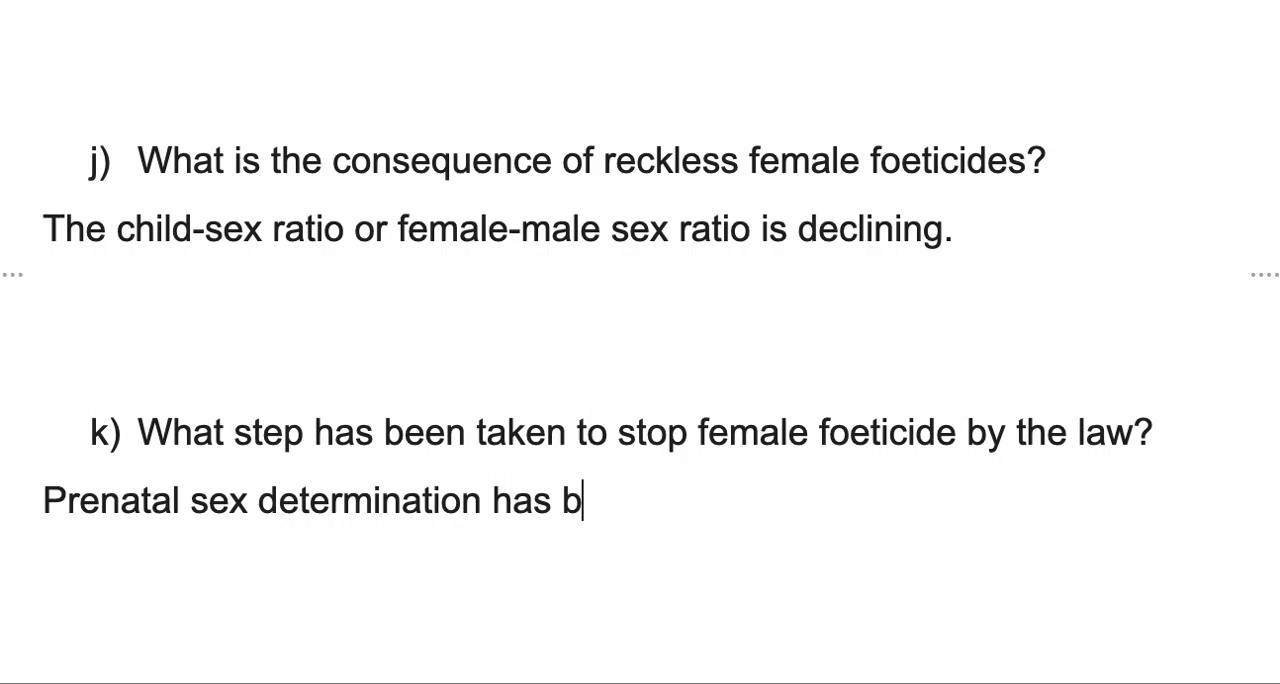 j) What is the consequence of reckless female foeticides?
The child-sex ratio or female-male sex ratio is declining.
k) What step has been taken to stop female foeticide by the law?
Prenatal sex determination has b